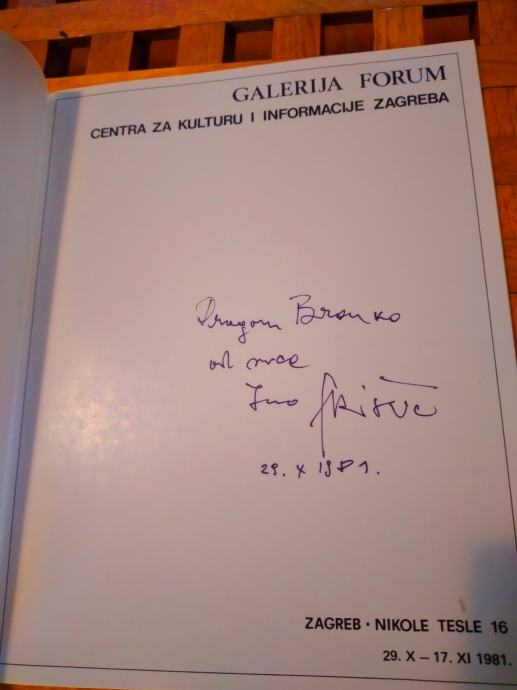 GALERIJA FORUM
CENTRA ZA KULTURU I INFORMACIJE ZAGREBA
Dragom Branko
od srca
Ivo
29. X 1981.
ZAGREB • NIKOLE TESLE 16
29. X – 17. XI 1981.